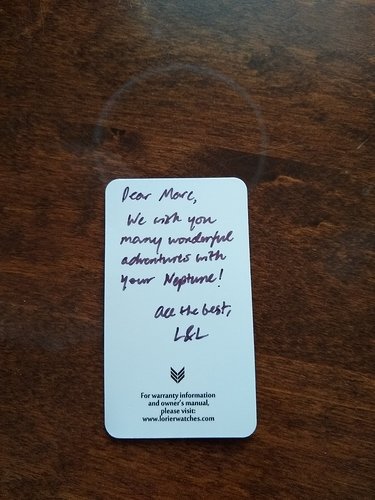 Dear Marc,
We wish you
many wonderful
adventures with
your Neptune!
All the best,
L&L
For warranty information
and owner's manual,
please visit:
www.lorierwatches.com